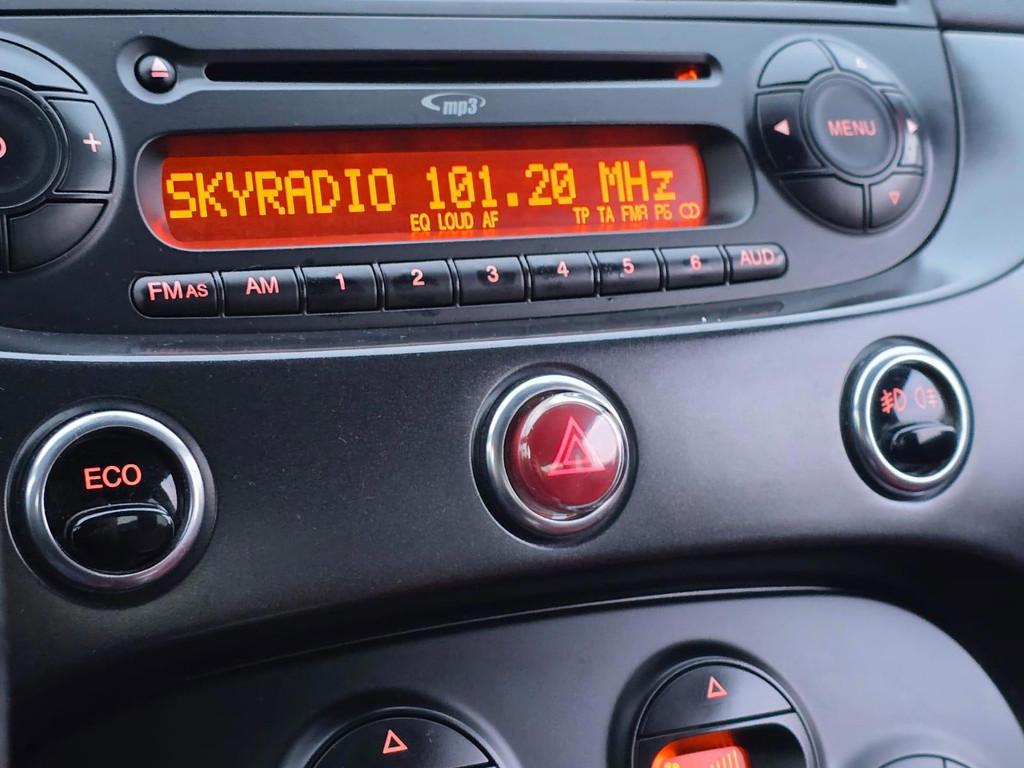 mp3
SKYRADIO 101.20 MHz
EQ LOUD AF TP TA FMR P6
MENU
+
FM AS AM 1 2 3 4 5 6 AUD
ECO